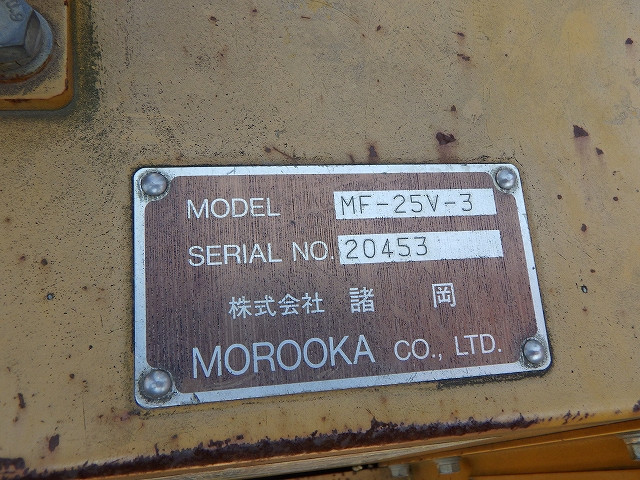 MODEL MF-25V-3
SERIAL NO. 20453
株式会社 諸 岡
MOROOKA CO., LTD.